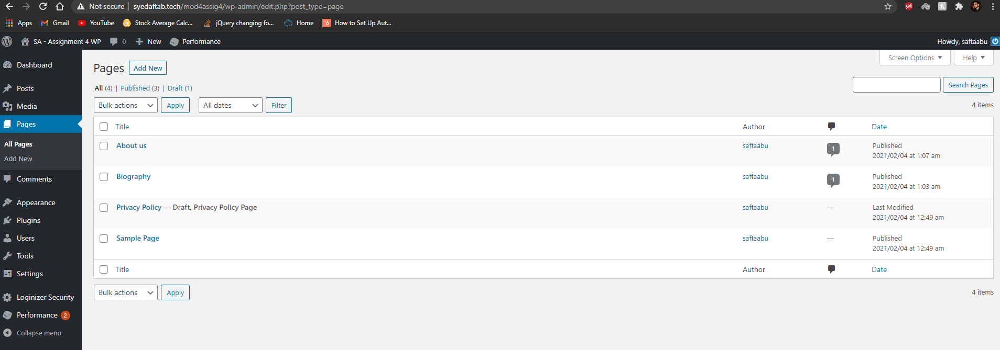 Not secure syedaftab.tech/mod4assig4/wp-admin/edit.php?post_type=page
Apps Gmail YouTube Stock Average Calc... jQuery changing fo... Home How to Set Up Aut...
SA - Assignment 4 WP 0 New Performance Howdy, saftaabu
Screen Options Help
Dashboard
Posts
Media
Pages
All Pages
Add New
Comments
Appearance
Plugins
Users
Tools
Settings
Loginizer Security
Performance 2
Collapse menu
Pages Add New
All (4) | Published (3) | Draft (1)
Search Pages
Bulk actions Apply All dates Filter 4 items
Title Author Date
About us saftaabu 1 Published
2021/02/04 at 1:07 am
Biography saftaabu 1 Published
2021/02/04 at 1:03 am
Privacy Policy — Draft, Privacy Policy Page saftaabu — Last Modified
2021/02/04 at 12:49 am
Sample Page saftaabu — Published
2021/02/04 at 12:49 am
Title Author Date
Bulk actions Apply 4 items